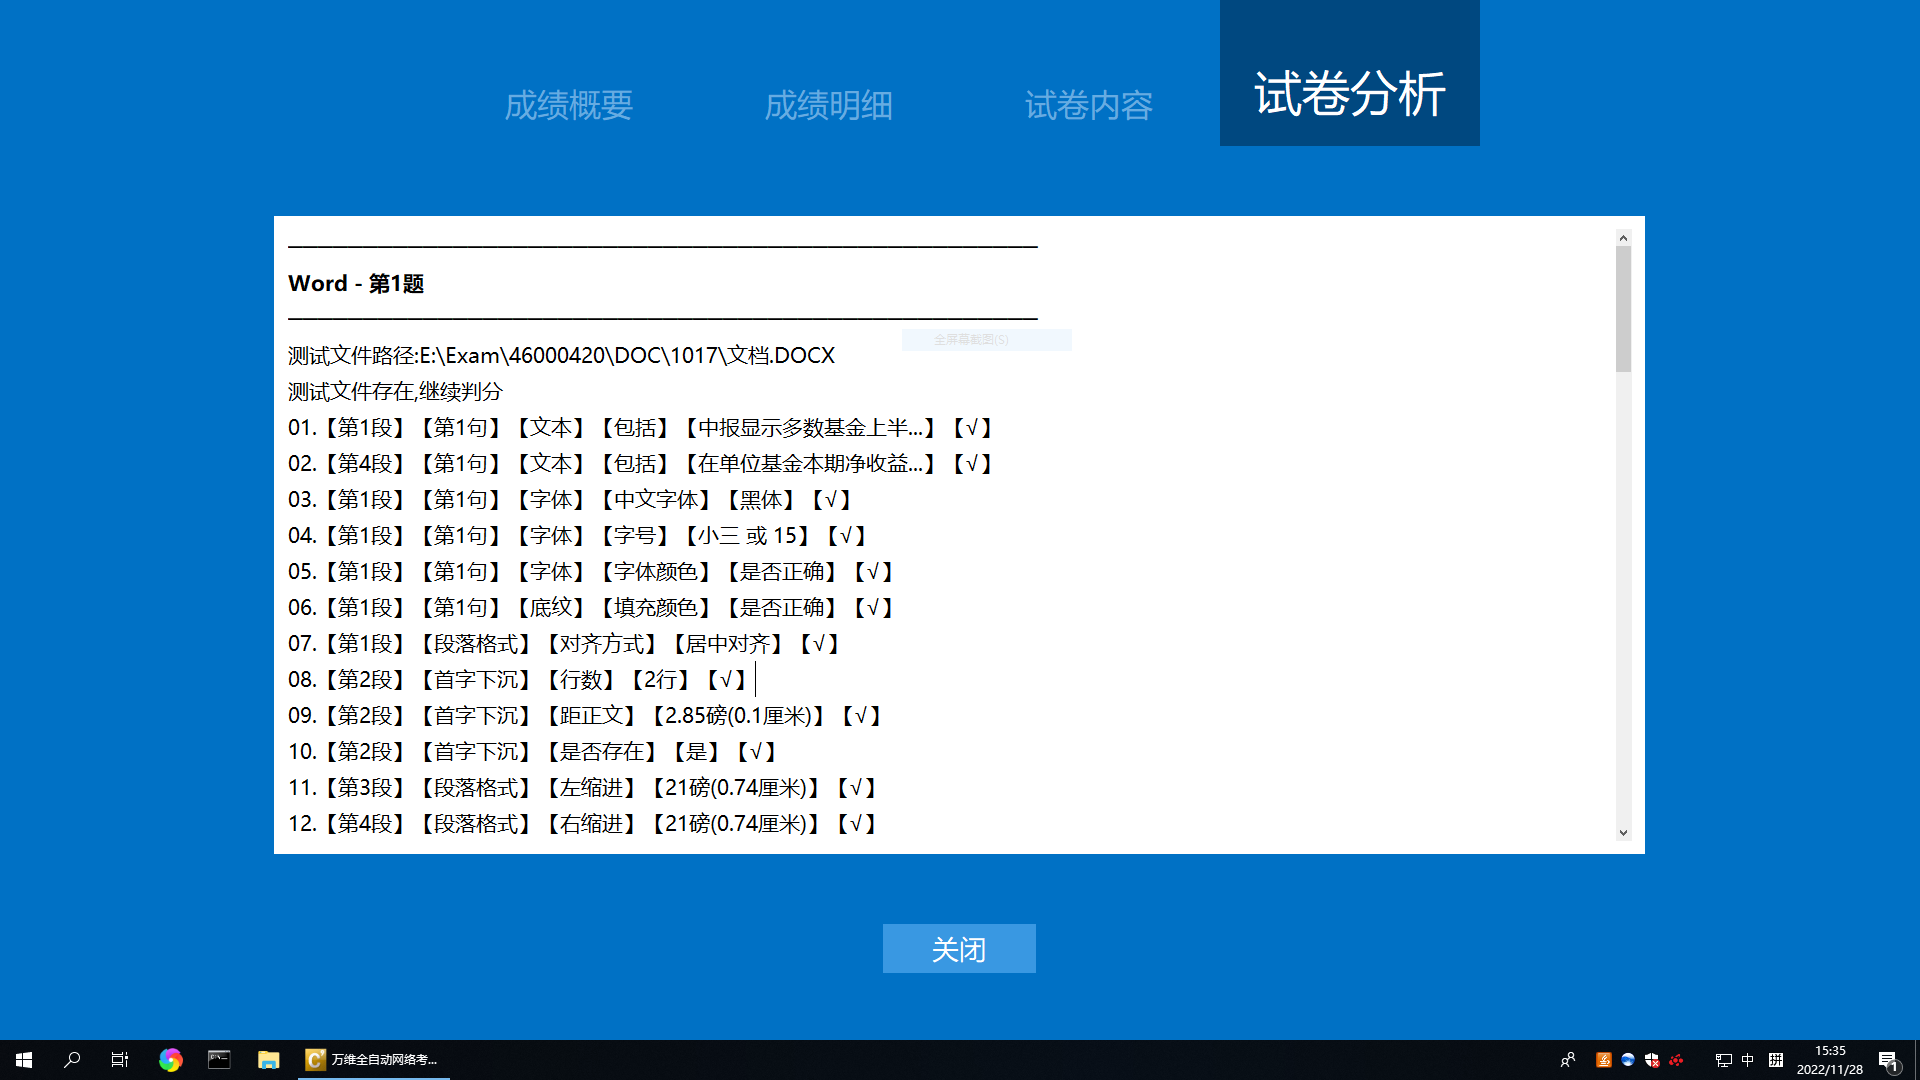 成绩概要
成绩明细
试卷内容
试卷分析
Word - 第1题
全屏幕截图(S)
测试文件路径:E:\Exam\46000420\DOC\1017\文档.DOCX
测试文件存在,继续判分
01.【第1段】【第1句】【文本】【包括】【中报显示多数基金上半...】【√】
02.【第4段】【第1句】【文本】【包括】【在单位基金本期净收益...】【√】
03.【第1段】【第1句】【字体】【中文字体】【黑体】【√】
04.【第1段】【第1句】【字体】【字号】【小三 或 15】【√】
05.【第1段】【第1句】【字体】【字体颜色】【是否正确】【√】
06.【第1段】【第1句】【底纹】【填充颜色】【是否正确】【√】
07.【第1段】【段落格式】【对齐方式】【居中对齐】【√】
08.【第2段】【首字下沉】【行数】【2行】【√】
09.【第2段】【首字下沉】【距正文】【2.85磅(0.1厘米)】【√】
10.【第2段】【首字下沉】【是否存在】【是】【√】
11.【第3段】【段落格式】【左缩进】【21磅(0.74厘米)】【√】
12.【第4段】【段落格式】【右缩进】【21磅(0.74厘米)】【√】
关闭
万维全自动网络考...
中
拼
15:35
2022/11/28
1